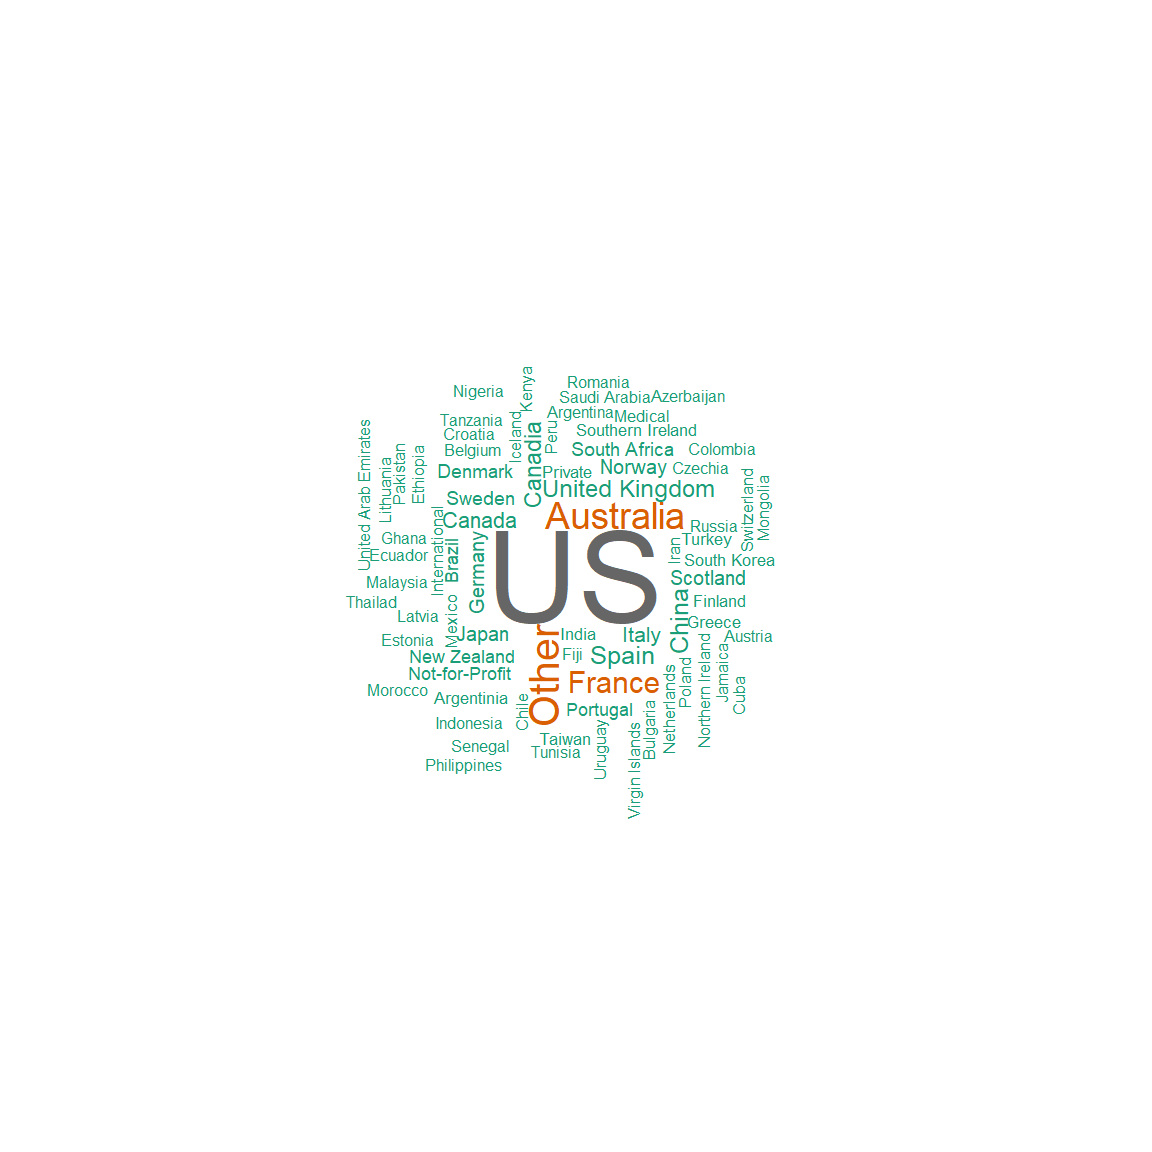 Kenya
Romania
Nigeria
Saudi Arabia
Azerbaijan
Argentina
Medical
Tanzania
Iceland
Canadia
Peru
Southern Ireland
Croatia
Belgium
South Africa
Colombia
United Arab Emirates
Lithuania
Pakistan
Ethiopia
Denmark
Private
Norway
Czechia
United Kingdom
Switzerland
Mongolia
Sweden
Canada
Australia
Russia
International
Ghana
Ecuador
Brazil
Germany
US
Iran
Turkey
South Korea
Malaysia
Scotland
Thailad
Latvia
Mexico
China
Finland
Greece
Estonia
Japan
Other
India
Italy
Austria
New Zealand
Fiji
Spain
Not-for-Profit
France
Netherlands
Poland
Northern Ireland
Jamaica
Cuba
Morocco
Argentinia
Chile
Portugal
Indonesia
Taiwan
Uruguay
Bulgaria
Senegal
Tunisia
Virgin Islands
Philippines